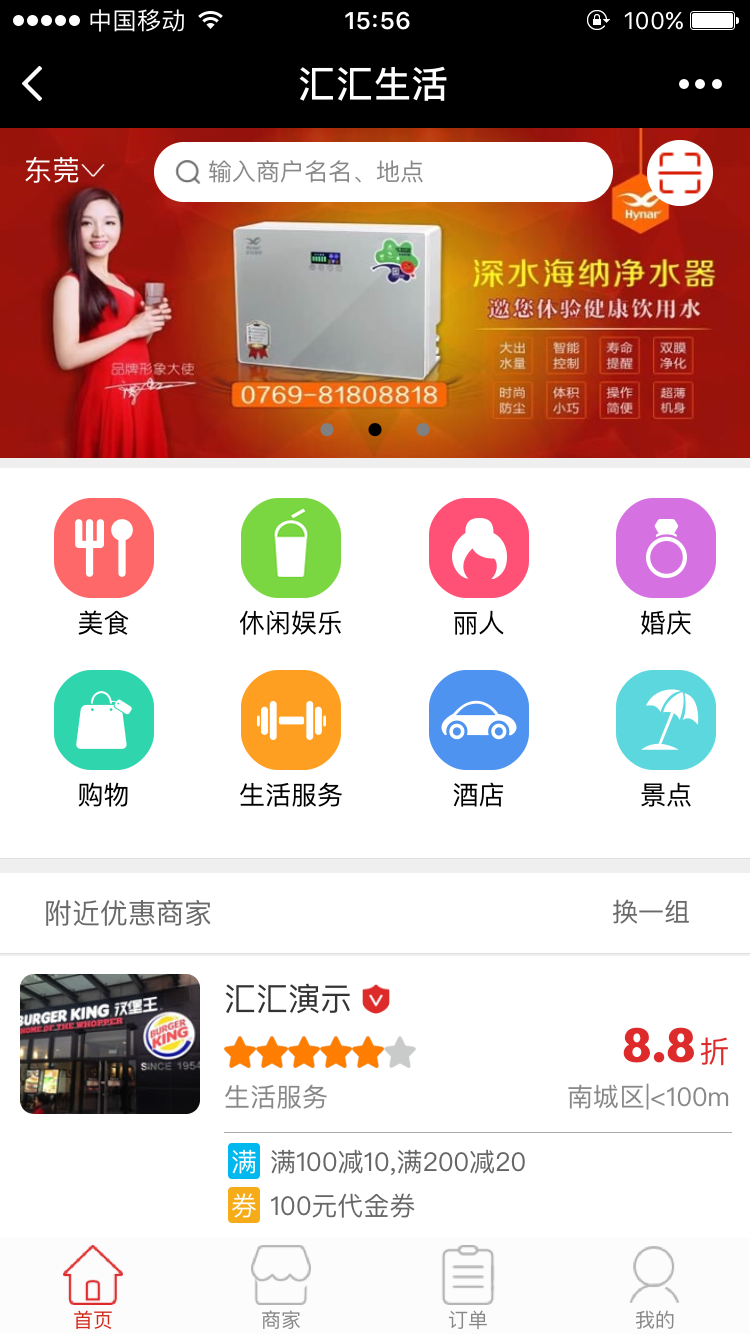 中国移动 15:56 100%
汇汇生活
东莞 输入商户名名、地点
Hynar
深水海纳净水器
邀您体验健康饮用水
大出水量 智能控制 寿命提醒 双膜净化
时尚防尘 体积小巧 操作简便 超薄机身
品牌形象大使
0769-81808818
美食 休闲娱乐 丽人 婚庆
购物 生活服务 酒店 景点
附近优惠商家 换一组
BURGER KING 汉堡王
HOME OF THE WHOPPER
BURGER KING
SINCE 1954
汇汇演示
8.8折
生活服务 南城区|<100m
满 满100减10,满200减20
券 100元代金券
首页 商家 订单 我的